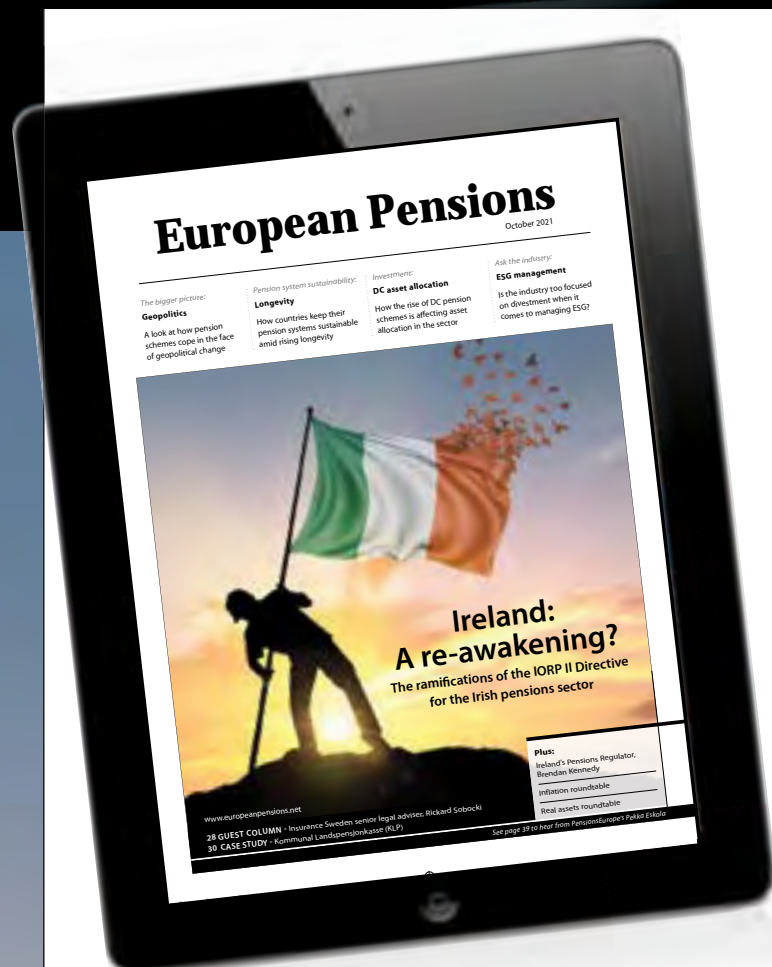 European Pensions
October 2021
The bigger picture:
Geopolitics
A look at how pension
schemes cope in the face
of geopolitical change
Pension system sustainability:
Longevity
How countries keep their
pension systems sustainable
amid rising longevity
Investment:
DC asset allocation
How the rise of DC pension
schemes is affecting asset
allocation in the sector
Ask the industry:
ESG management
Is the industry too focused
on divestment when it
comes to managing ESG?
Ireland:
A re-awakening?
The ramifications of the IORP II Directive
for the Irish pensions sector
Plus:
Ireland's Pensions Regulator,
Brendan Kennedy
Inflation roundtable
Real assets roundtable
www.europeanpensions.net
28 GUEST COLUMN - Insurance Sweden senior legal adviser, Rickard Sobocki
30 CASE STUDY - Kommunal Landspensjonkasse (KLP)
See page 39 to hear from PensionsEurope's Pekka Eskola